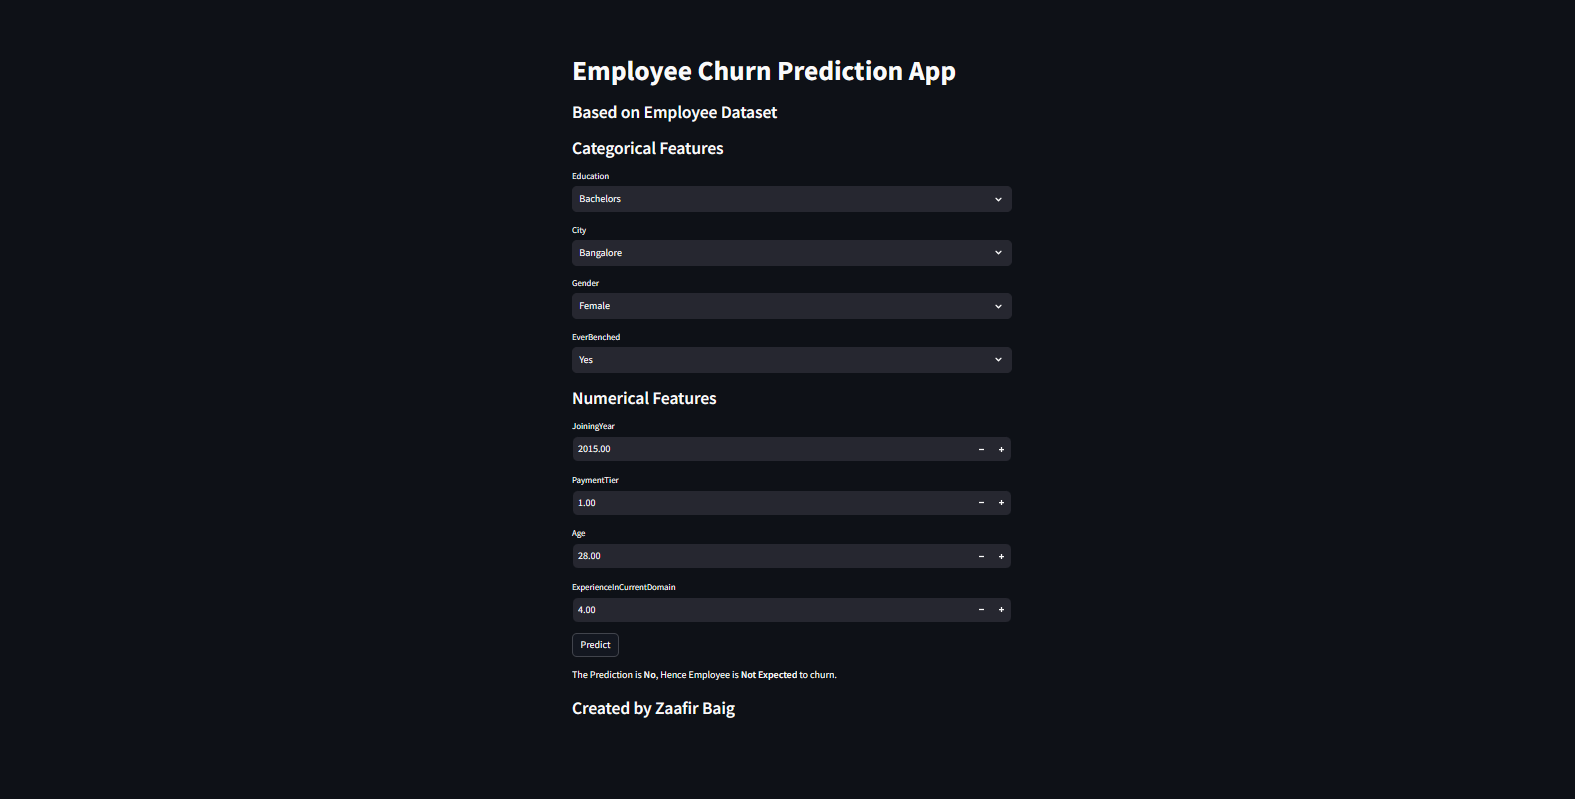 Employee Churn Prediction App
Based on Employee Dataset
Categorical Features
Education
Bachelors
City
Bangalore
Gender
Female
EverBenched
Yes
Numerical Features
JoiningYear
2015.00
PaymentTier
1.00
Age
28.00
ExperienceInCurrentDomain
4.00
Predict
The Prediction is No, Hence Employee is Not Expected to churn.
Created by Zaafir Baig